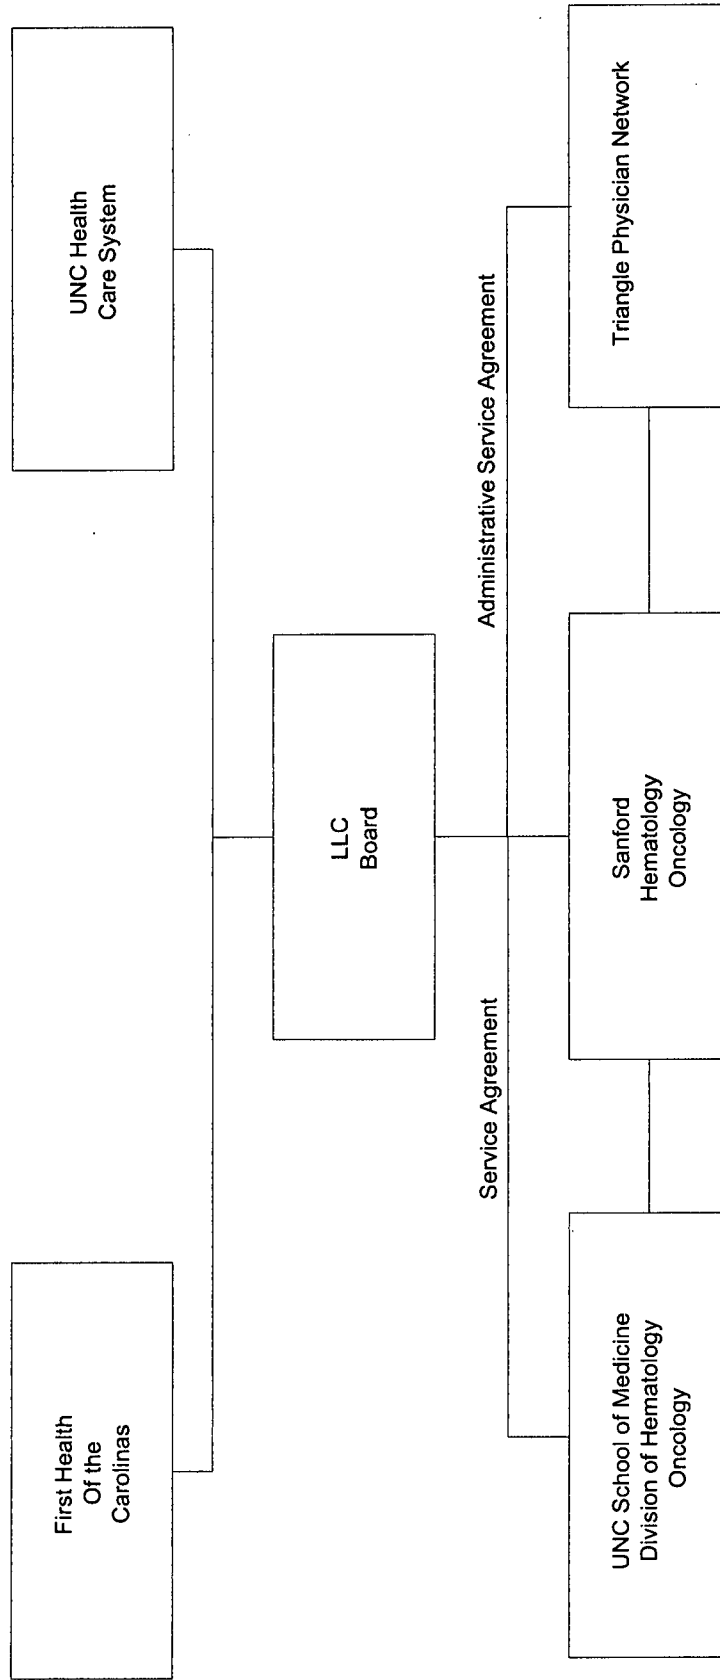 First Health
Of the
Carolinas
UNC Health
Care System
LLC
Board
Service Agreement
Administrative Service Agreement
UNC School of Medicine
Division of Hematology
Oncology
Sanford
Hematology
Oncology
Triangle Physician Network